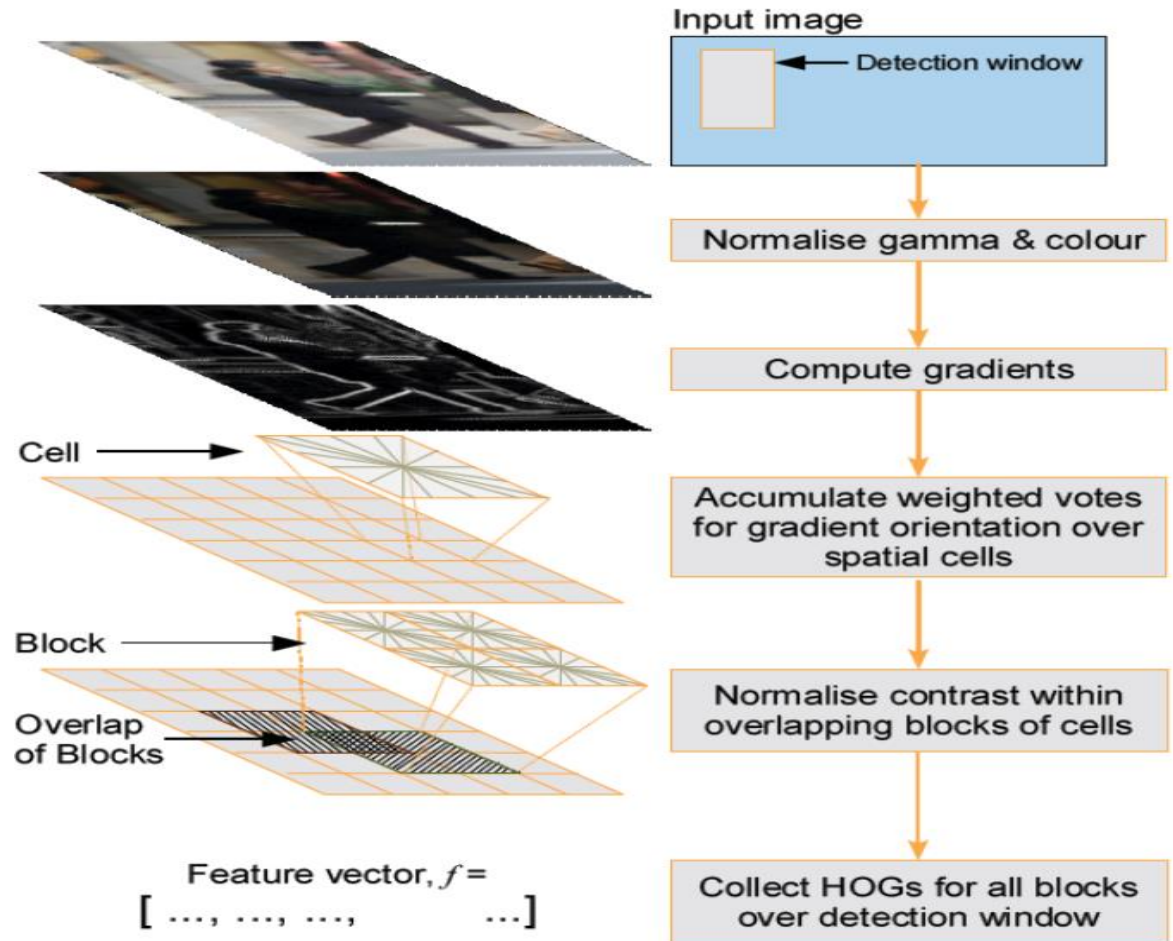 Input image
Detection window
Normalise gamma & colour
Compute gradients
Cell
Accumulate weighted votes
for gradient orientation over
spatial cells
Block
Overlap
of Blocks
Normalise contrast within
overlapping blocks of cells
Feature vector, f =
[ ..., ..., ..., ...]
Collect HOGs for all blocks
over detection window